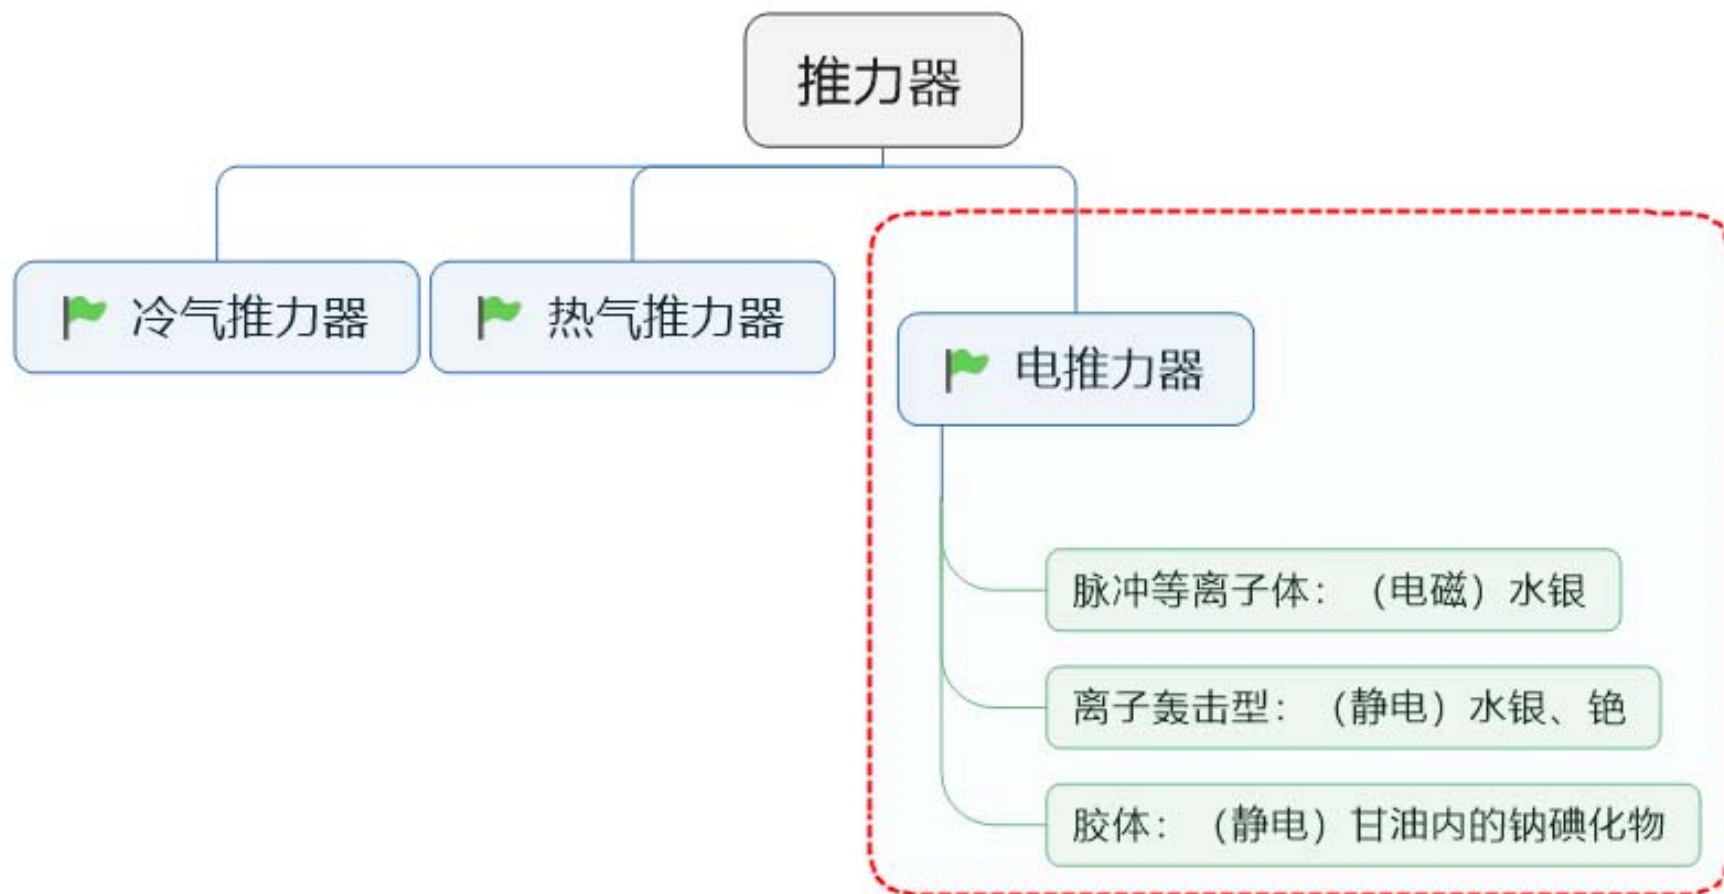 推力器
冷气推力器
热气推力器
电推力器
脉冲等离子体：（电磁）水银
离子轰击型：（静电）水银、铯
胶体：（静电）甘油内的钠碘化物